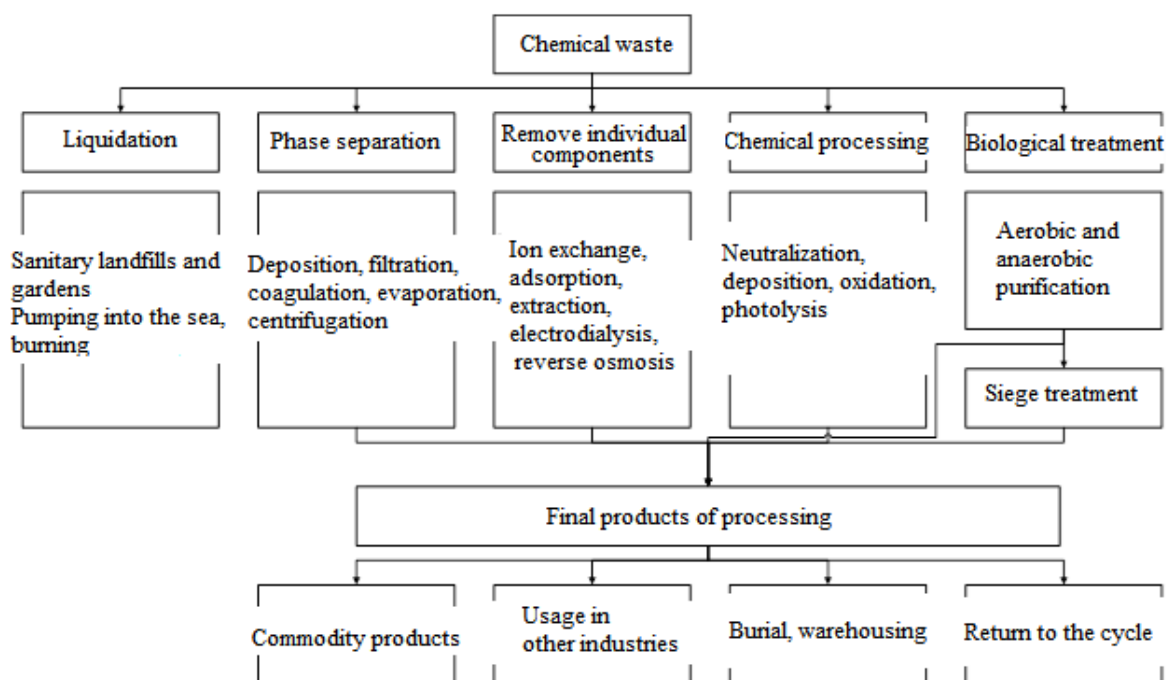 Chemical waste
Liquidation
Phase separation
Remove individual
components
Chemical processing
Biological treatment
Sanitary landfills and
gardens
Pumping into the sea,
burning
Deposition, filtration,
coagulation, evaporation,
centrifugation
Ion exchange,
adsorption,
extraction,
electrodialysis,
reverse osmosis
Neutralization,
deposition, oxidation,
photolysis
Aerobic and
anaerobic
purification
Siege treatment
Final products of processing
Commodity products
Usage in
other industries
Burial, warehousing
Return to the cycle